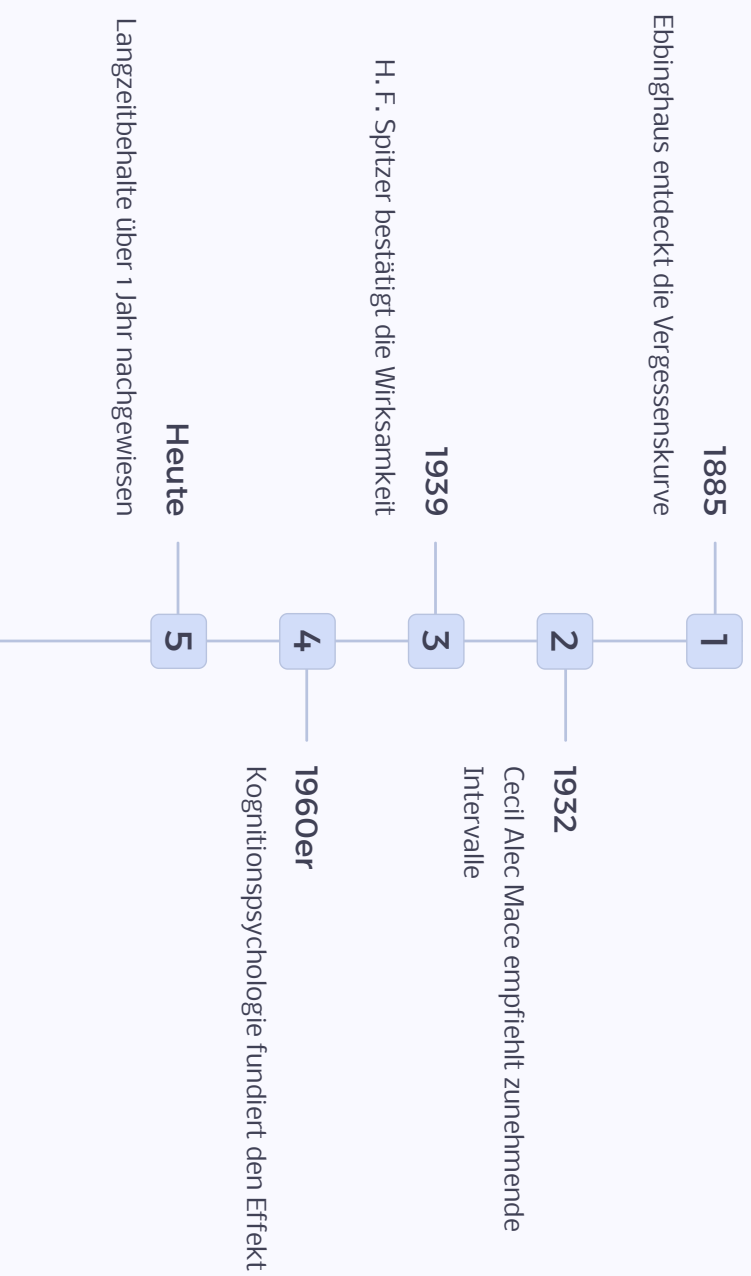 1
1885
Ebbinghaus entdeckt die Vergessenskurve
2
1932
Cecil Alec Mace empfiehlt zunehmende
Intervalle
3
1939
H. F. Spitzer bestätigt die Wirksamkeit
4
1960er
Kognitionspsychologie fundiert den Effekt
5
Heute
Langzeitbehalte über 1 Jahr nachgewiesen